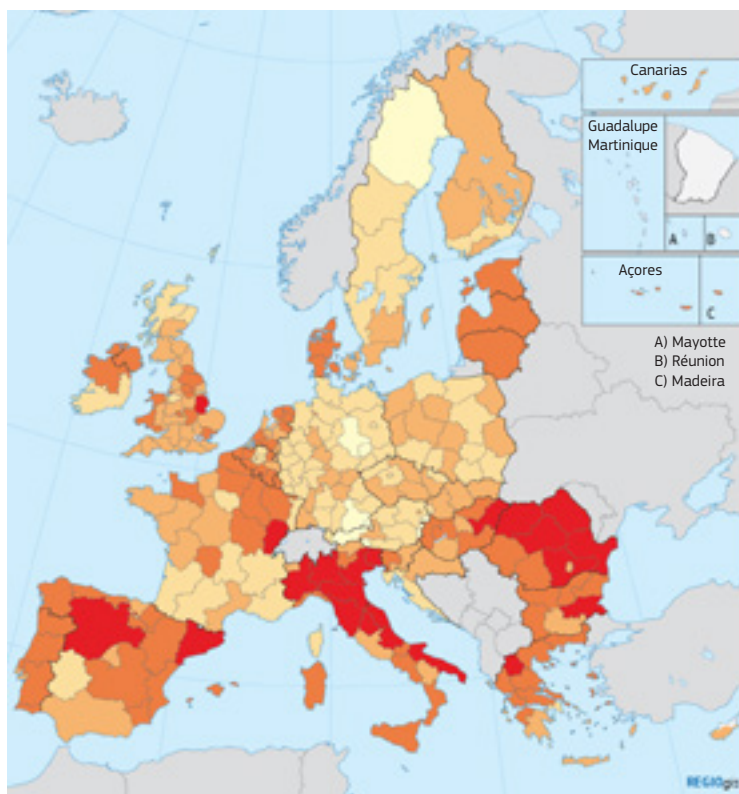 Canarias
Guadalupe
Martinique
A
B
Açores
C
A) Mayotte
B) Réunion
C) Madeira
REGIOgis